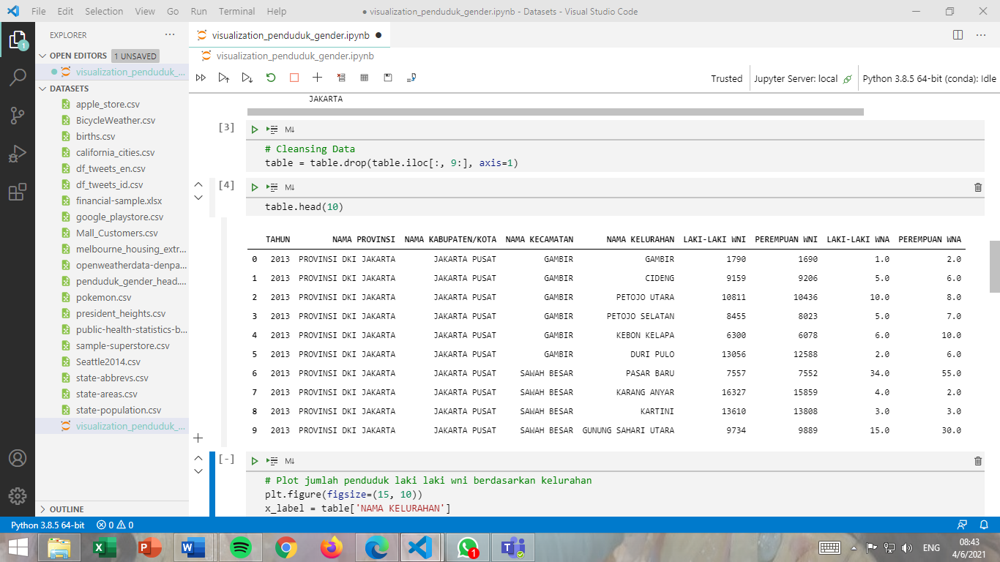 File Edit Selection View Go Run Terminal Help
● visualization_penduduk_gender.ipynb - Datasets - Visual Studio Code
EXPLORER
OPEN EDITORS 1 UNSAVED
visualization_penduduk_...
DATASETS
apple_store.csv
BicycleWeather.csv
births.csv
california_cities.csv
df_tweets_en.csv
df_tweets_id.csv
financial-sample.xlsx
google_playstore.csv
Mall_Customers.csv
melbourne_housing_extr...
openweatherdata-denpa...
penduduk_gender_head....
pokemon.csv
president_heights.csv
public-health-statistics-b...
sample-superstore.csv
Seattle2014.csv
state-abbrevs.csv
state-areas.csv
state-population.csv
visualization_penduduk_...
OUTLINE
visualization_penduduk_gender.ipynb ●
visualization_penduduk_gender.ipynb
Trusted Jupyter Server: local Python 3.8.5 64-bit (conda): Idle
JAKARTA
[3] M↓
# Cleansing Data
table = table.drop(table.iloc[:, 9:], axis=1)
[4] M↓
table.head(10)
TAHUN NAMA PROVINSI NAMA KABUPATEN/KOTA NAMA KECAMATAN NAMA KELURAHAN LAKI-LAKI WNI PEREMPUAN WNI LAKI-LAKI WNA PEREMPUAN WNA
0 2013 PROVINSI DKI JAKARTA JAKARTA PUSAT GAMBIR GAMBIR 1790 1690 1.0 2.0
1 2013 PROVINSI DKI JAKARTA JAKARTA PUSAT GAMBIR CIDENG 9159 9206 5.0 6.0
2 2013 PROVINSI DKI JAKARTA JAKARTA PUSAT GAMBIR PETOJO UTARA 10811 10436 10.0 8.0
3 2013 PROVINSI DKI JAKARTA JAKARTA PUSAT GAMBIR PETOJO SELATAN 8455 8023 5.0 7.0
4 2013 PROVINSI DKI JAKARTA JAKARTA PUSAT GAMBIR KEBON KELAPA 6300 6078 6.0 10.0
5 2013 PROVINSI DKI JAKARTA JAKARTA PUSAT GAMBIR DURI PULO 13056 12588 2.0 6.0
6 2013 PROVINSI DKI JAKARTA JAKARTA PUSAT SAWAH BESAR PASAR BARU 7557 7552 34.0 55.0
7 2013 PROVINSI DKI JAKARTA JAKARTA PUSAT SAWAH BESAR KARANG ANYAR 16327 15859 4.0 2.0
8 2013 PROVINSI DKI JAKARTA JAKARTA PUSAT SAWAH BESAR KARTINI 13610 13808 3.0 3.0
9 2013 PROVINSI DKI JAKARTA JAKARTA PUSAT SAWAH BESAR GUNUNG SAHARI UTARA 9734 9889 15.0 30.0
[-] M↓
# Plot jumlah penduduk laki laki wni berdasarkan kelurahan
plt.figure(figsize=(15, 10))
x_label = table['NAMA KELURAHAN']
Python 3.8.5 64-bit 0 0
1
1
ENG
08:43
4/6/2021